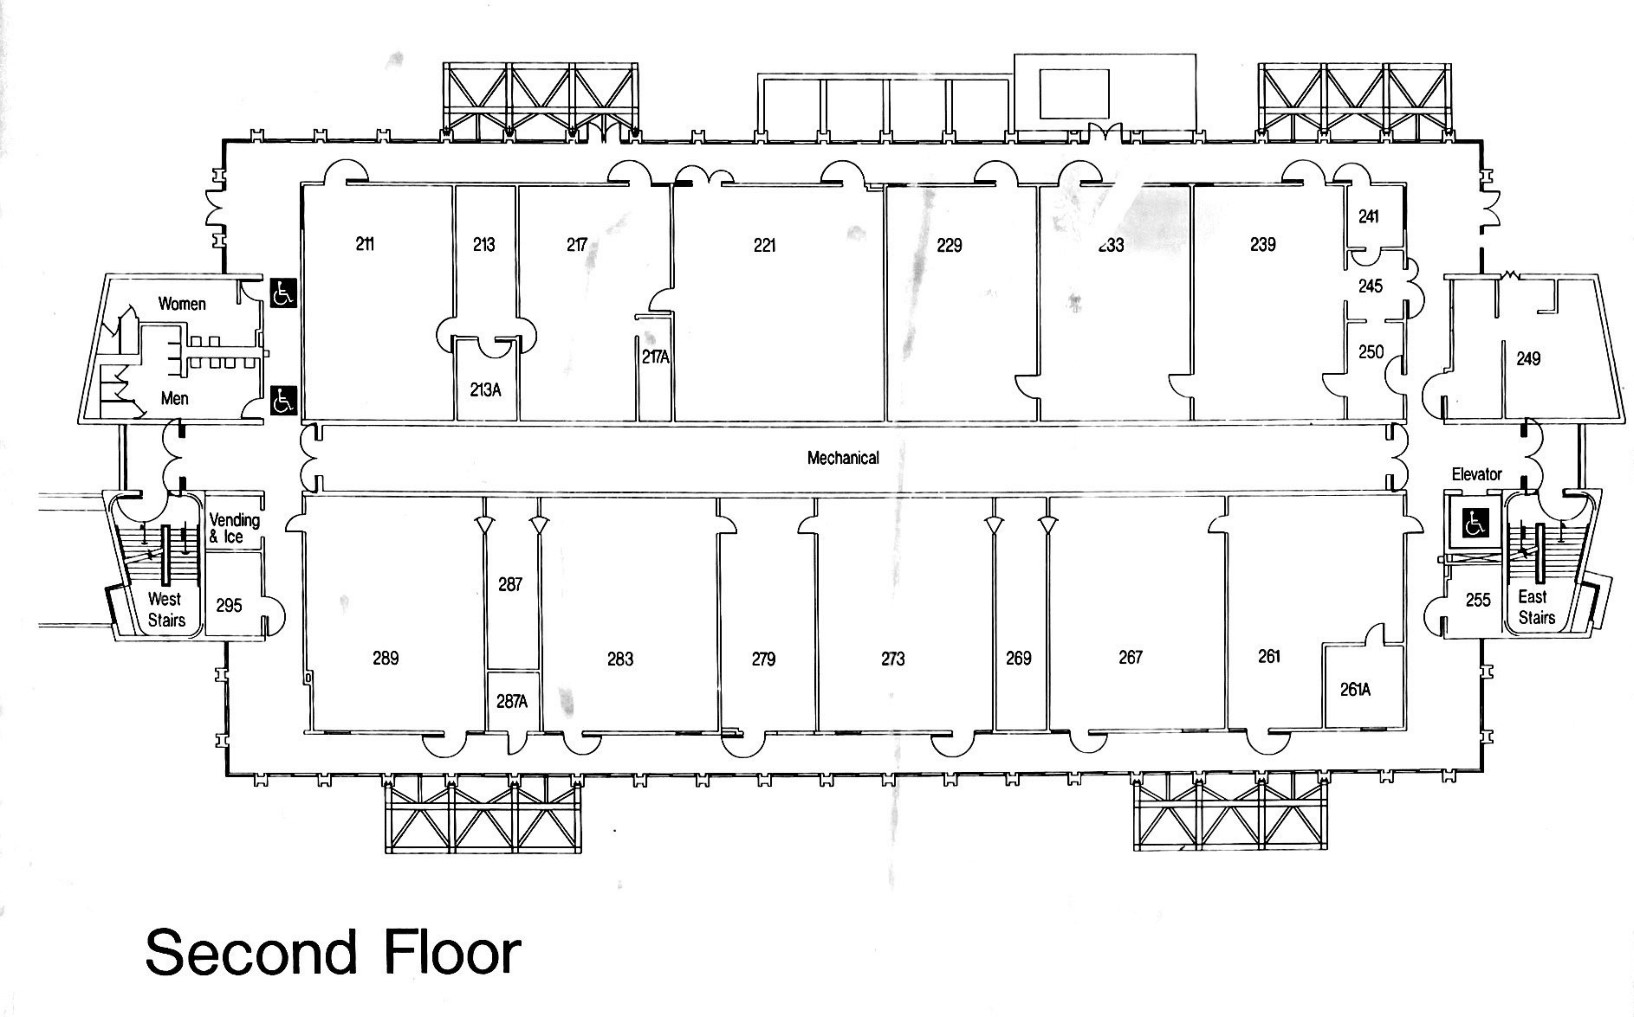 211
213
217
221
229
233
239
241
245
250
249
217A
213A
Women
Men
Mechanical
Elevator
Vending
& Ice
West
Stairs
295
289
287
287A
283
279
273
269
267
261
261A
255
East
Stairs
Second Floor